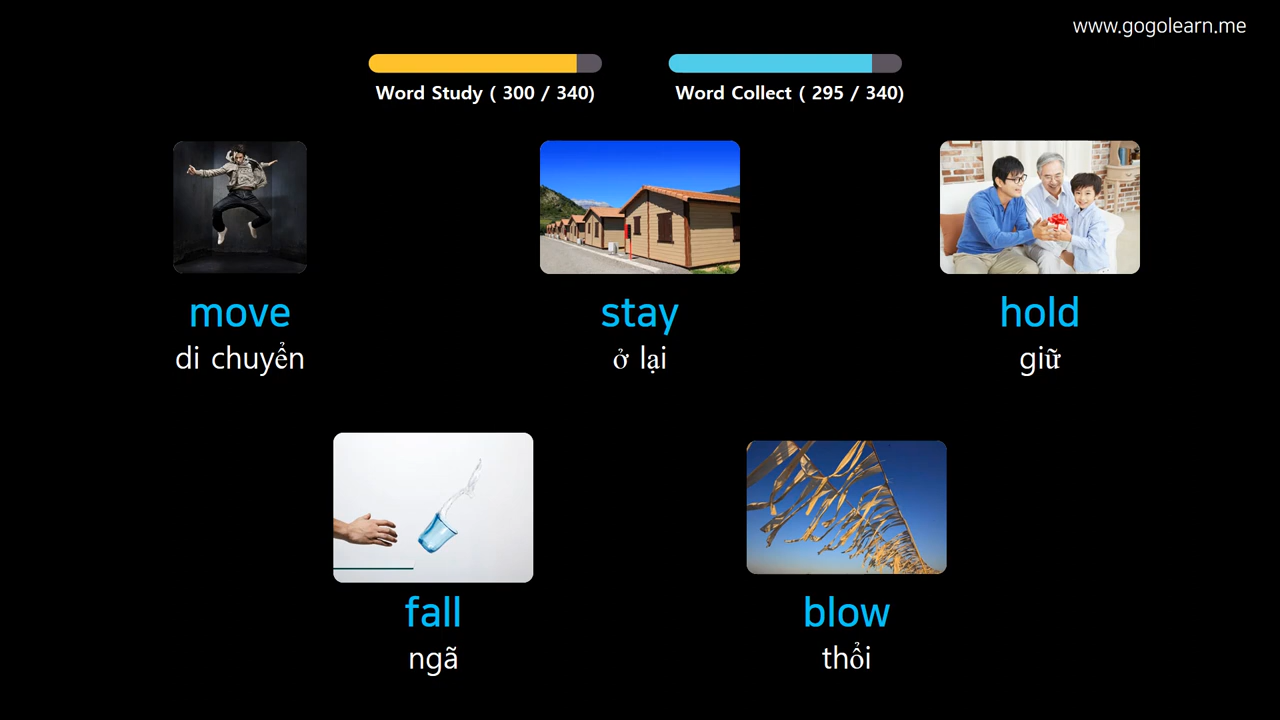 www.gogolearn.me
Word Study ( 300 / 340)
Word Collect ( 295 / 340)
move
di chuyển
stay
ở lại
hold
giữ
fall
ngã
blow
thổi